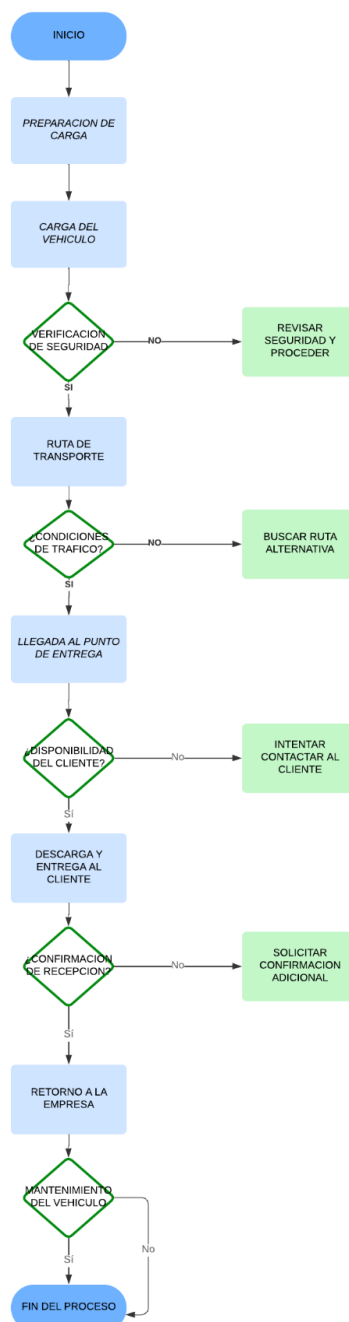 INICIO
PREPARACION DE
CARGA
CARGA DEL
VEHICULO
VERIFICACION
DE SEGURIDAD
NO
REVISAR
SEGURIDAD Y
PROCEDER
SI
RUTA DE
TRANSPORTE
¿CONDICIONES
DE TRAFICO?
NO
BUSCAR RUTA
ALTERNATIVA
SI
LLEGADA AL PUNTO
DE ENTREGA
¿DISPONIBILIDAD
DEL CLIENTE?
No
INTENTAR
CONTACTAR AL
CLIENTE
Sí
DESCARGA Y
ENTREGA AL
CLIENTE
¿CONFIRMACION
DE RECEPCION?
No
SOLICITAR
CONFIRMACION
ADICIONAL
Sí
RETORNO A LA
EMPRESA
MANTENIMIENTO
DEL VEHICULO
No
Sí
FIN DEL PROCESO